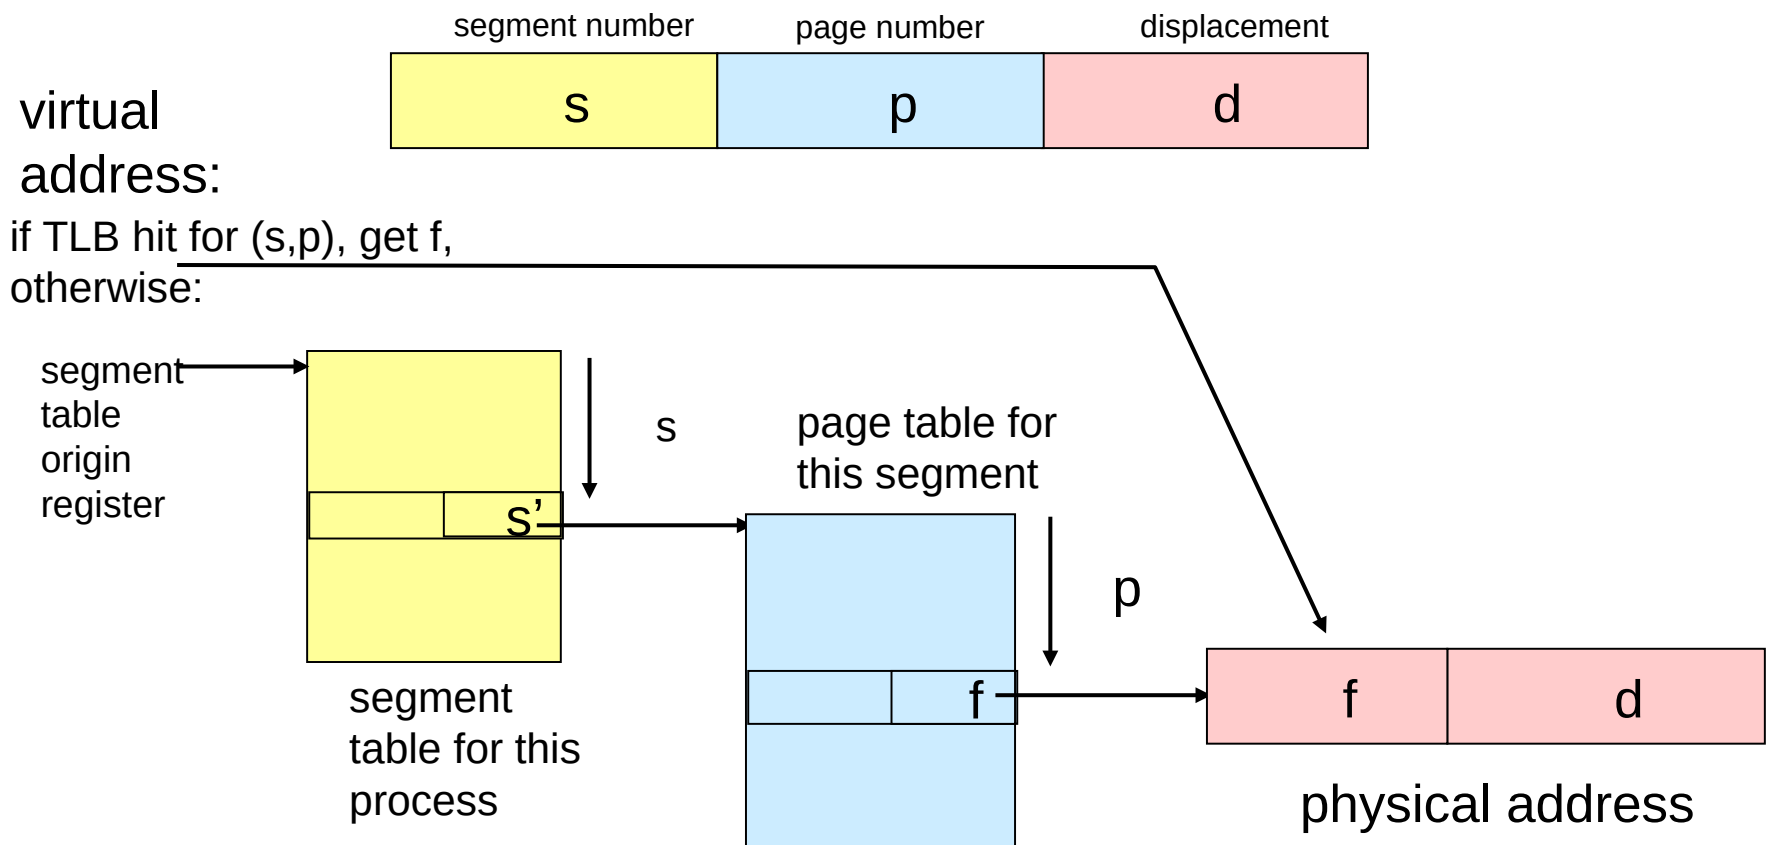 segment number
page number
displacement
s
p
d
virtual
address:
if TLB hit for (s,p), get f,
otherwise:
segment
table
origin
register
s
page table for
this segment
s’
p
f
f
d
segment
table for this
process
physical address